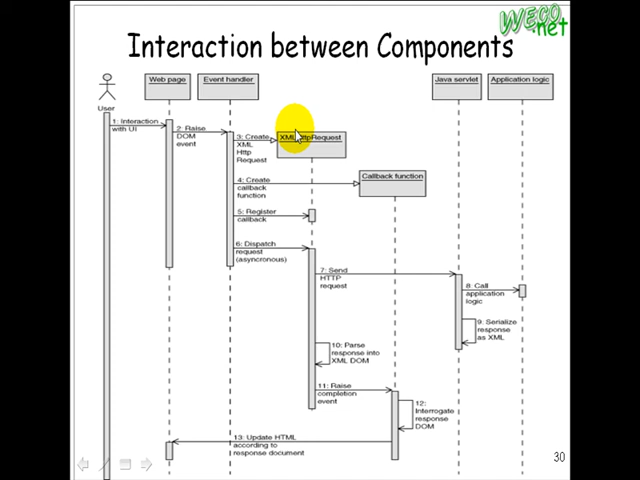 WECO.net
Interaction between Components
Web page
Event handler
Java servlet
Application logic
User
1: Interaction
with UI
2: Raise
DOM
event
3: Create
XML
Http
Request
XMLHttpRequest
4: Create
callback
function
Callback function
5: Register
callback
6: Dispatch
request
(asyncronous)
7: Send
HTTP
request
8: Call
application
logic
9: Serialize
response
as XML
10: Parse
response into
XML DOM
11: Raise
completion
event
12:
Interrogate
response
DOM
13: Update HTML
according to
response document
30